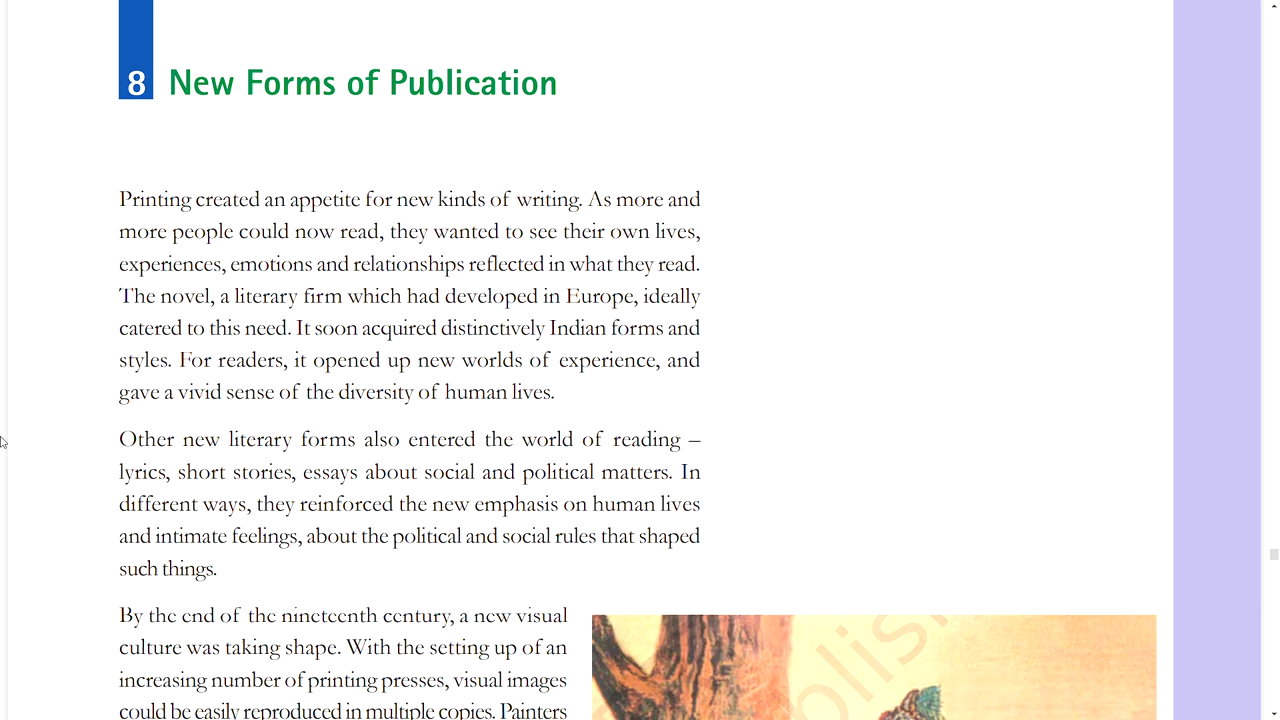 8 New Forms of Publication
Printing created an appetite for new kinds of writing. As more and
more people could now read, they wanted to see their own lives,
experiences, emotions and relationships reflected in what they read.
The novel, a literary firm which had developed in Europe, ideally
catered to this need. It soon acquired distinctively Indian forms and
styles. For readers, it opened up new worlds of experience, and
gave a vivid sense of the diversity of human lives.
Other new literary forms also entered the world of reading –
lyrics, short stories, essays about social and political matters. In
different ways, they reinforced the new emphasis on human lives
and intimate feelings, about the political and social rules that shaped
such things.
By the end of the nineteenth century, a new visual
culture was taking shape. With the setting up of an
increasing number of printing presses, visual images
could be easily reproduced in multiple copies. Painters